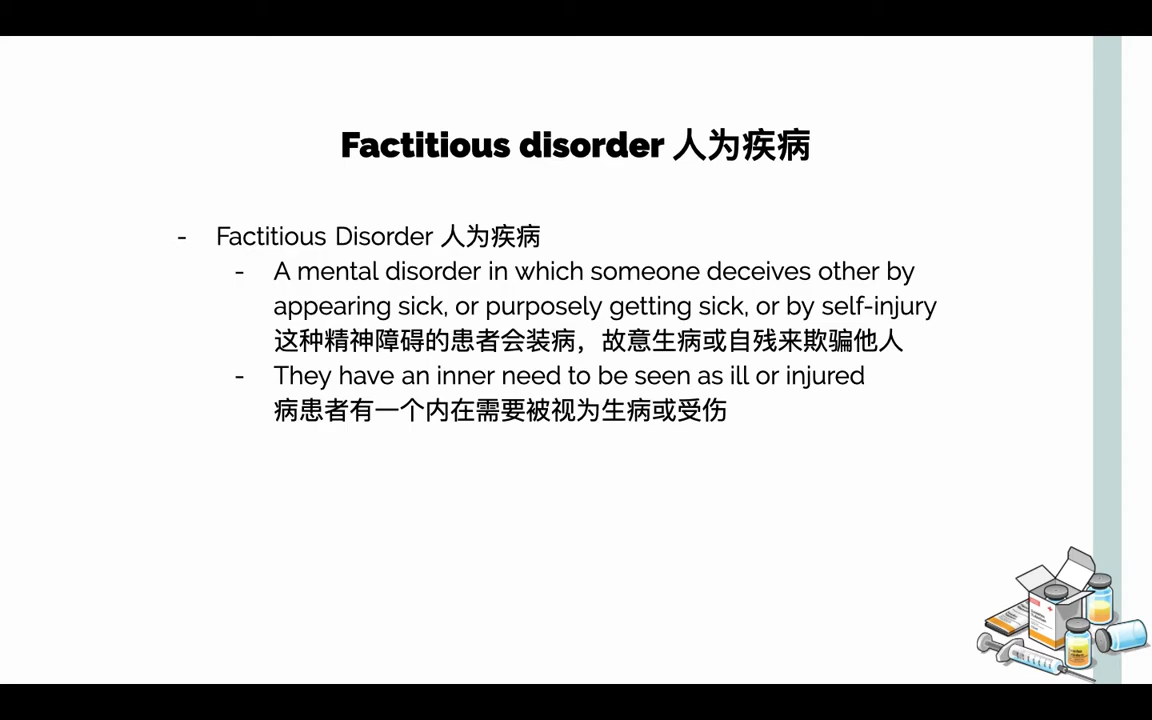 Factitious disorder 人为疾病
- Factitious Disorder 人为疾病
- A mental disorder in which someone deceives other by
appearing sick, or purposely getting sick, or by self-injury
这种精神障碍的患者会装病，故意生病或自残来欺骗他人
- They have an inner need to be seen as ill or injured
病患者有一个内在需要被视为生病或受伤